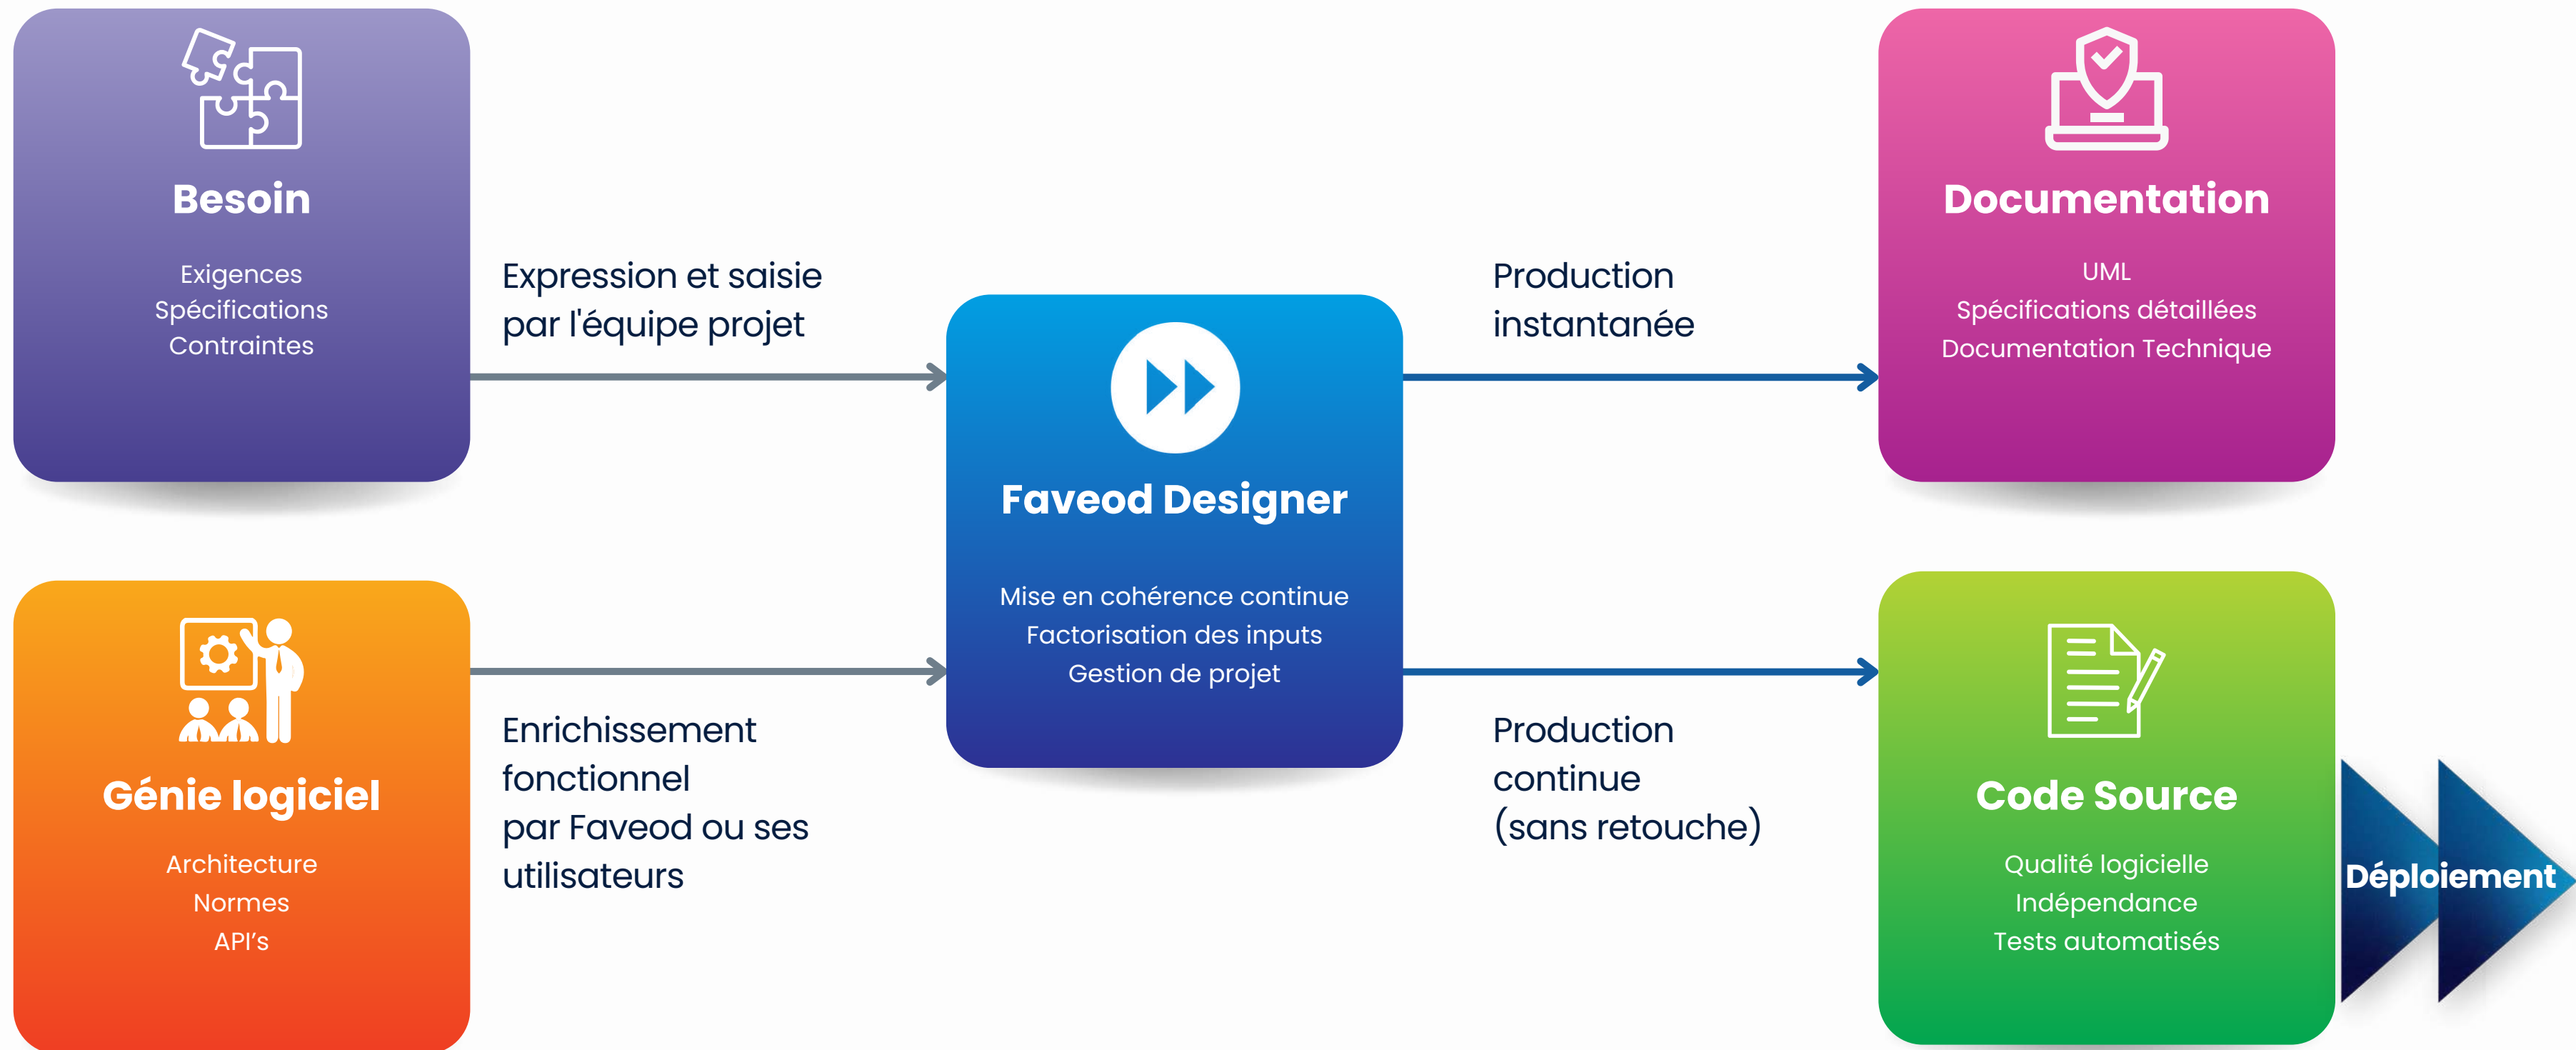 Besoin
Exigences
Spécifications
Contraintes
Expression et saisie
par l'équipe projet
Génie logiciel
Architecture
Normes
API’s
Enrichissement
fonctionnel
par Faveod ou ses
utilisateurs
Faveod Designer
Mise en cohérence continue
Factorisation des inputs
Gestion de projet
Production
instantanée
Documentation
UML
Spécifications détaillées
Documentation Technique
Production
continue
(sans retouche)
Code Source
Qualité logicielle
Indépendance
Tests automatisés
Déploiement